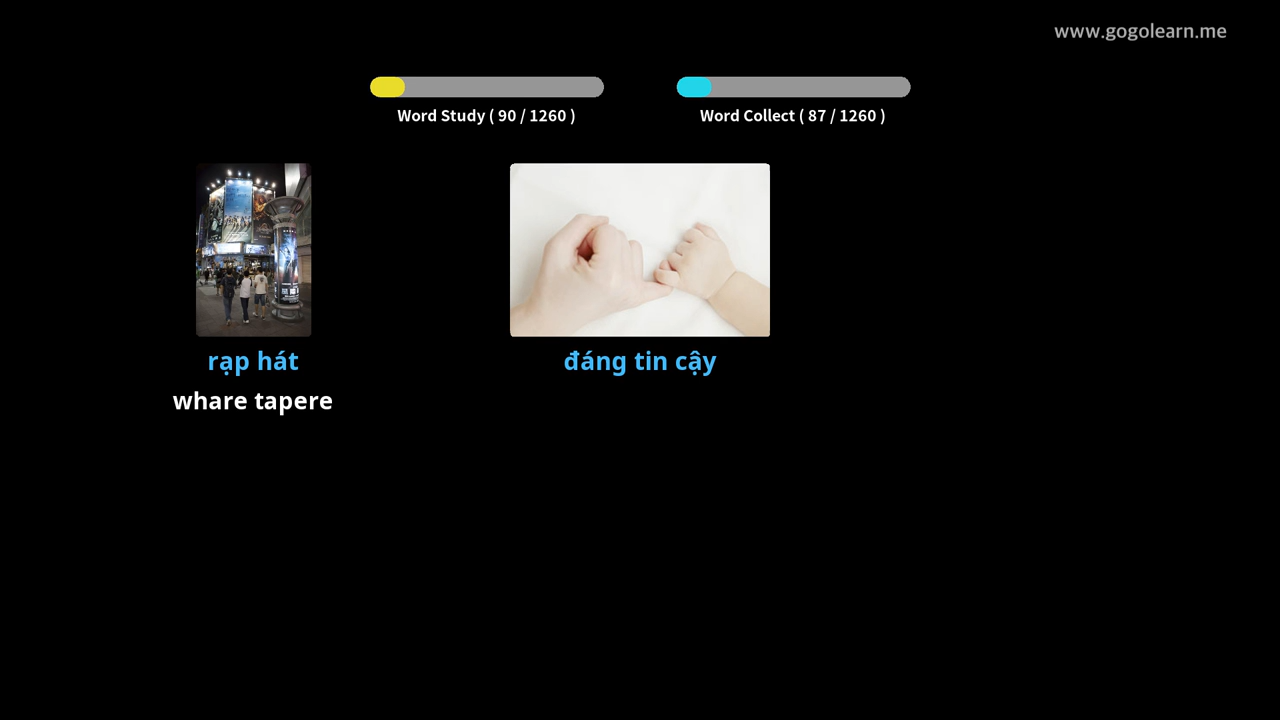 www.gogolearn.me
Word Study ( 90 / 1260 )
Word Collect ( 87 / 1260 )
rạp hát
đáng tin cậy
whare tapere